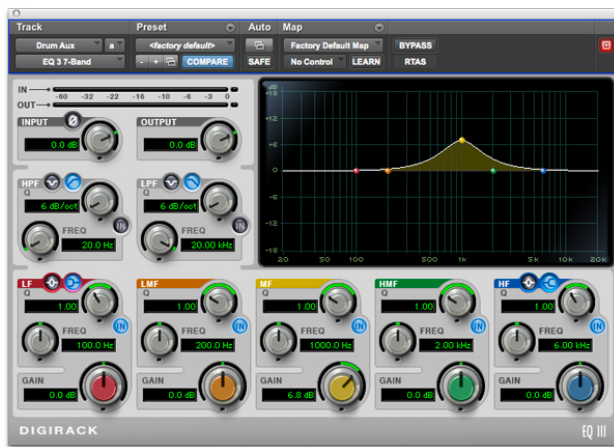 Track Preset Auto Map
Drum Aux a <factory default> Factory Default Map BYPASS
EQ 3 7-Band - + COMPARE SAFE No Control LEARN RTAS
IN
-60 -32 -22 -16 -10 -6 -3 0
OUT
INPUT Ø OUTPUT
0.0 dB 0.0 dB
HPF LPF
Q Q
6 dB/oct 6 dB/oct
IN IN
FREQ FREQ
20.0 Hz 20.00 kHz
dB
+18
+12
+6
0
-6
-12
-18
20 50 100 500 1k 5k 10k 20k
LF LMF MF HMF HF
Q Q Q Q Q
1.00 1.00 1.00 1.00 1.00
IN IN IN IN IN
FREQ FREQ FREQ FREQ FREQ
100.0 Hz 200.0 Hz 1000.0 Hz 2.00 kHz 6.00 kHz
GAIN GAIN GAIN GAIN GAIN
0.0 dB 0.0 dB 6.8 dB 0.0 dB 0.0 dB
DIGIRACK EQ III